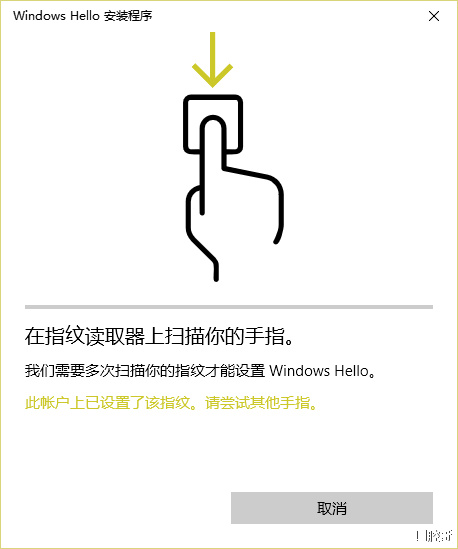 Windows Hello 安装程序
在指纹读取器上扫描你的手指。
我们需要多次扫描你的指纹才能设置 Windows Hello。
此帐户上已设置了该指纹。请尝试其他手指。
取消